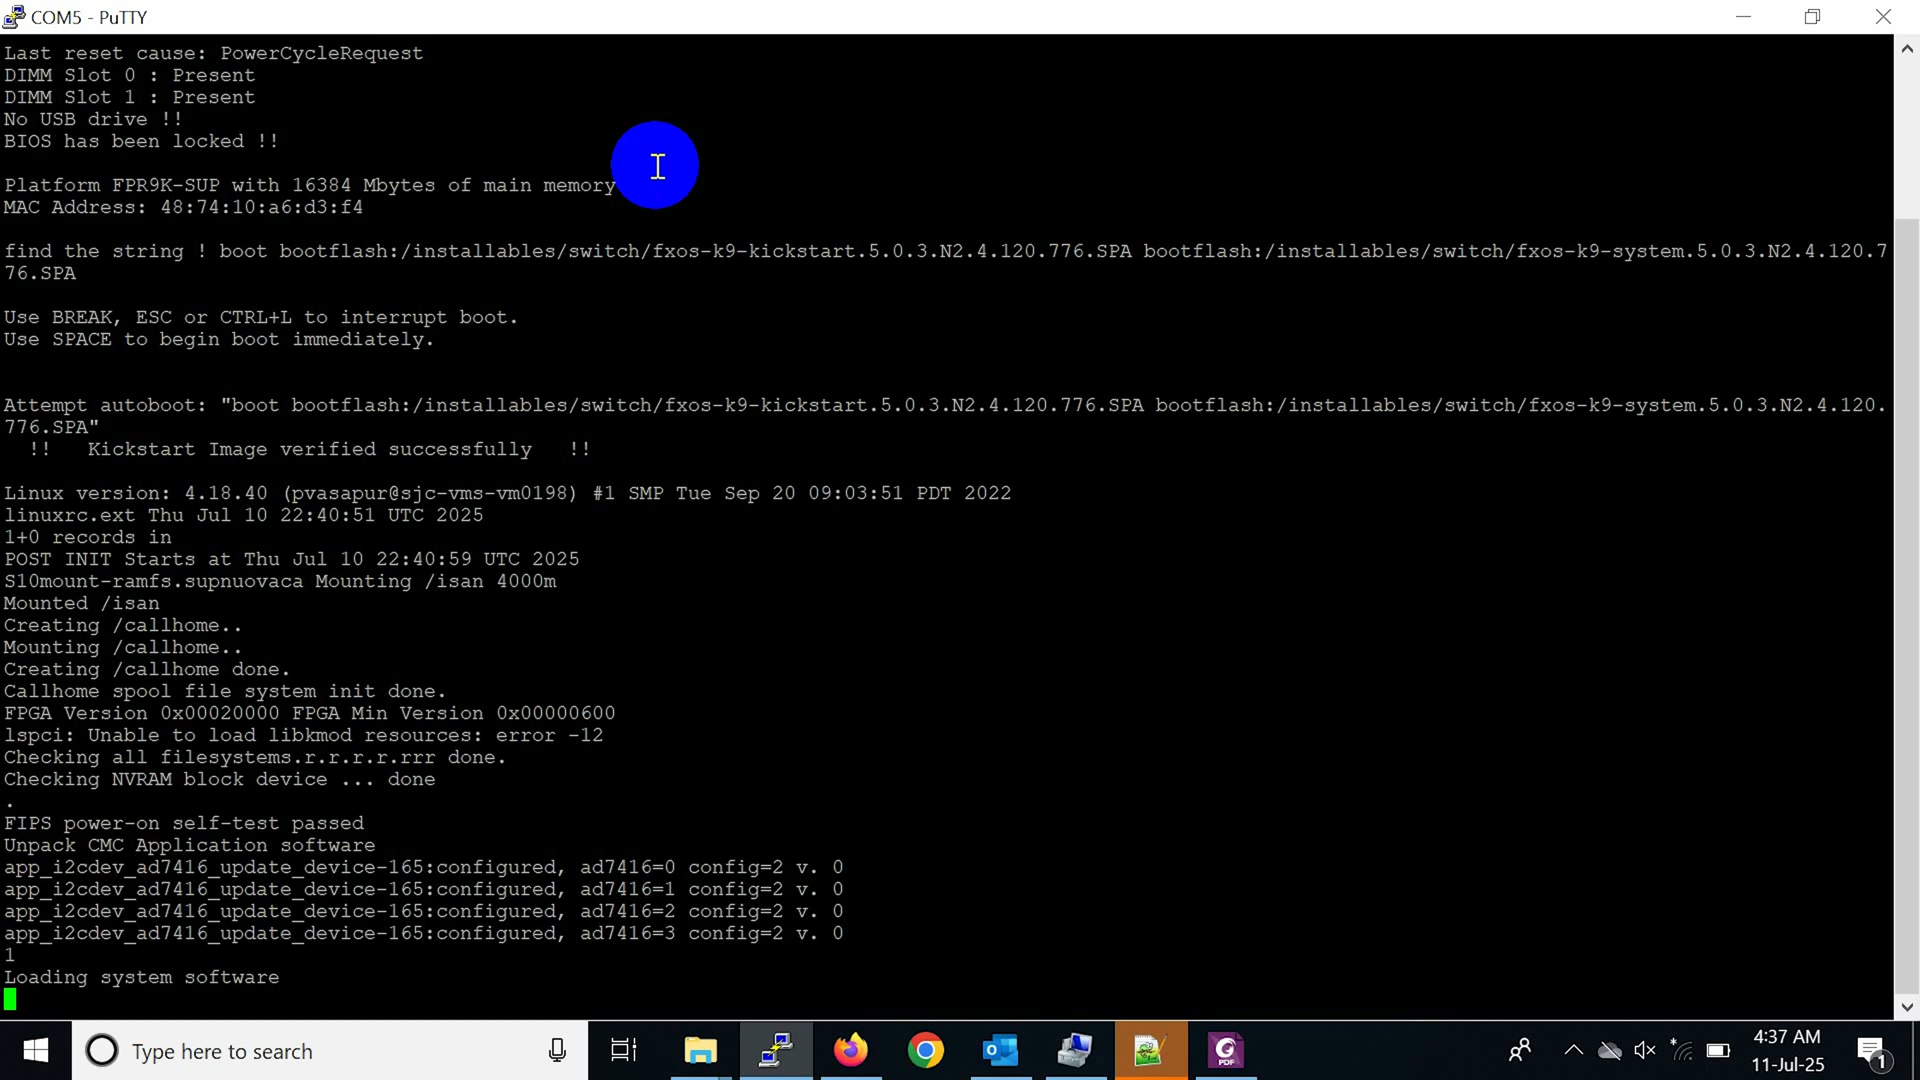 COM5 - PuTTY
Last reset cause: PowerCycleRequest
DIMM Slot 0 : Present
DIMM Slot 1 : Present
No USB drive !!
BIOS has been locked !!
Platform FPR9K-SUP with 16384 Mbytes of main memory
MAC Address: 48:74:10:a6:d3:f4
find the string ! boot bootflash:/installables/switch/fxos-k9-kickstart.5.0.3.N2.4.120.776.SPA bootflash:/installables/switch/fxos-k9-system.5.0.3.N2.4.120.7
76.SPA
Use BREAK, ESC or CTRL+L to interrupt boot.
Use SPACE to begin boot immediately.
Attempt autoboot: "boot bootflash:/installables/switch/fxos-k9-kickstart.5.0.3.N2.4.120.776.SPA bootflash:/installables/switch/fxos-k9-system.5.0.3.N2.4.120.
776.SPA"
!!   Kickstart Image verified successfully   !!
Linux version: 4.18.40 (pvasapur@sjc-vms-vm0198) #1 SMP Tue Sep 20 09:03:51 PDT 2022
linuxrc.ext Thu Jul 10 22:40:51 UTC 2025
1+0 records in
POST INIT Starts at Thu Jul 10 22:40:59 UTC 2025
S10mount-ramfs.supnuovaca Mounting /isan 4000m
Mounted /isan
Creating /callhome..
Mounting /callhome..
Creating /callhome done.
Callhome spool file system init done.
FPGA Version 0x00020000 FPGA Min Version 0x00000600
lspci: Unable to load libkmod resources: error -12
Checking all filesystems.r.r.r.r.rrr done.
Checking NVRAM block device ... done
.
FIPS power-on self-test passed
Unpack CMC Application software
app_i2cdev_ad7416_update_device-165:configured, ad7416=0 config=2 v. 0
app_i2cdev_ad7416_update_device-165:configured, ad7416=1 config=2 v. 0
app_i2cdev_ad7416_update_device-165:configured, ad7416=2 config=2 v. 0
app_i2cdev_ad7416_update_device-165:configured, ad7416=3 config=2 v. 0
1
Loading system software
Type here to search
PDF
4:37 AM
11-Jul-25
1